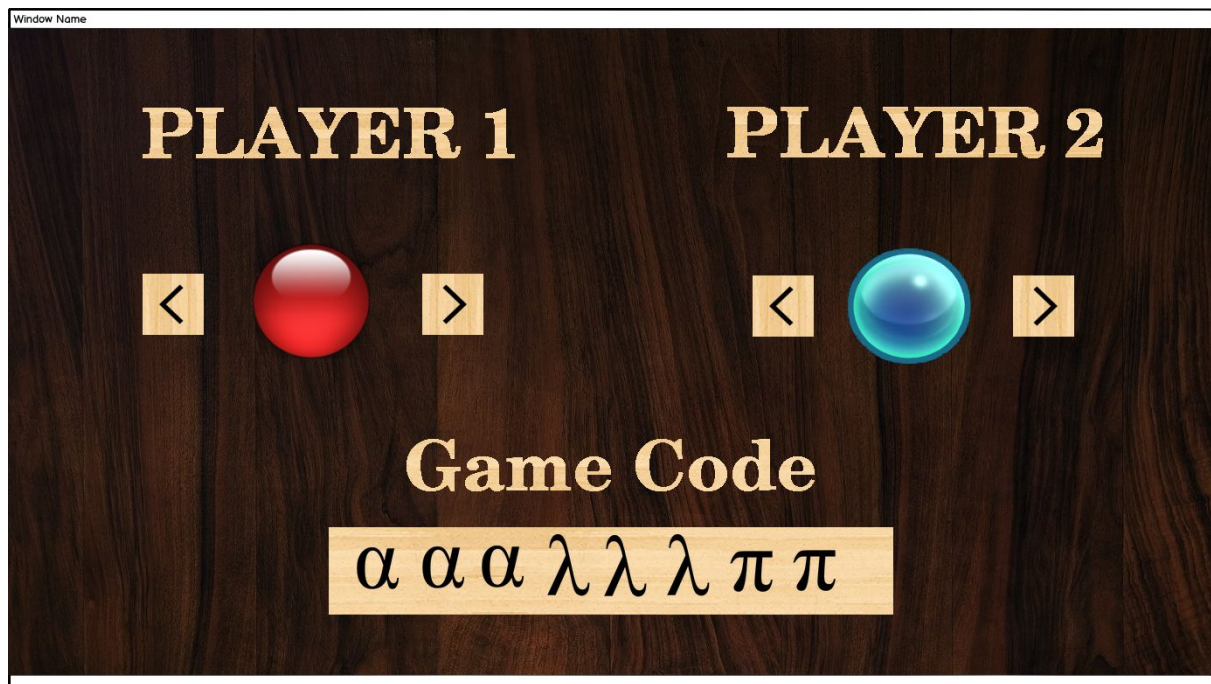 Window Name
PLAYER 1 PLAYER 2
< > < >
Game Code
α α α λ λ λ π π